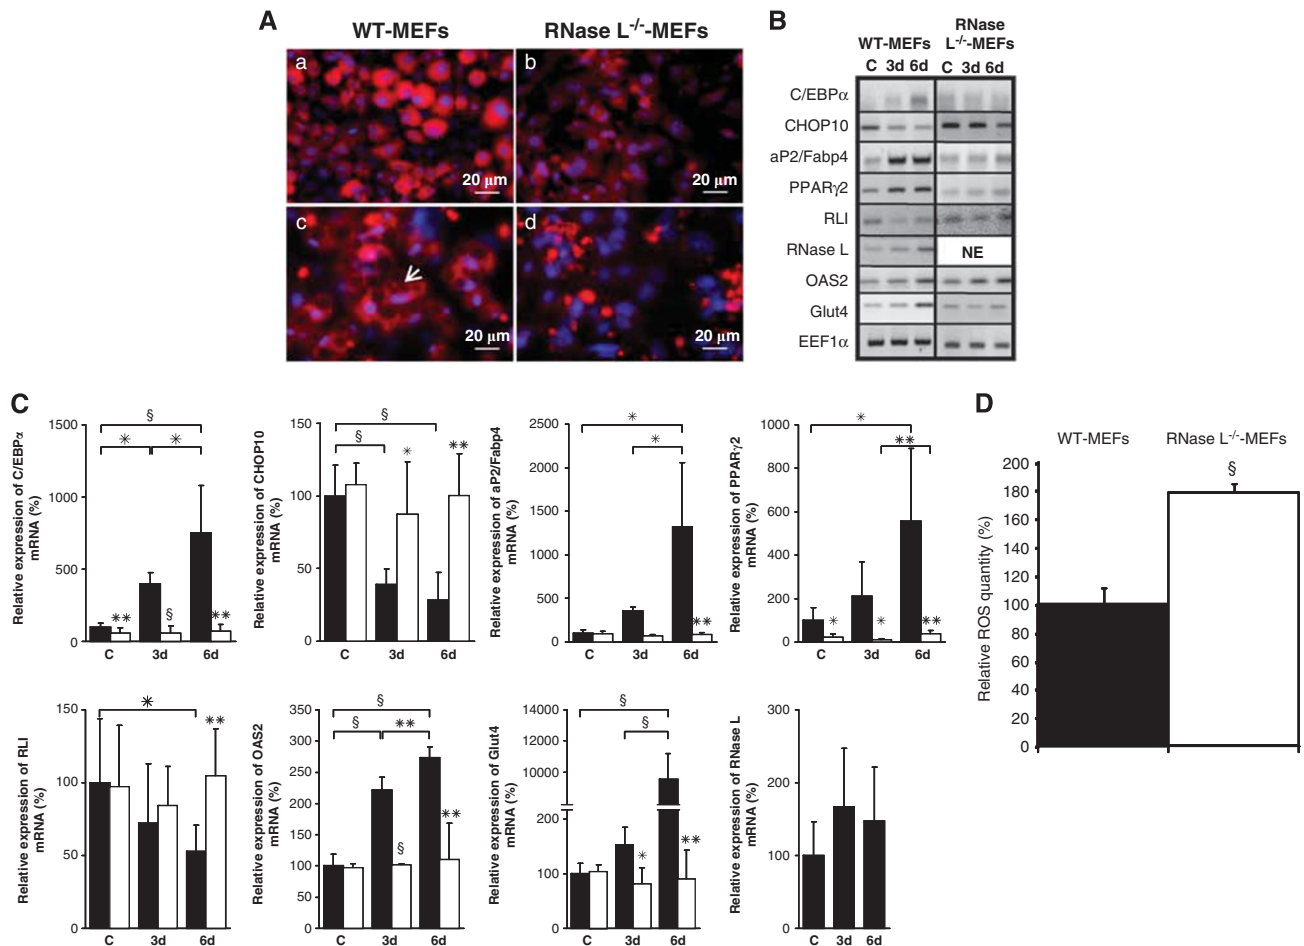 A
WT-MEFs
RNase L-/--MEFs
a
20 μm
b
20 μm
c
20 μm
d
20 μm
B
WT-MEFs
RNase
L-/--MEFs
C 3d 6d
C 3d 6d
C/EBPα
CHOP10
aP2/Fabp4
PPARγ2
RLI
RNase L
NE
OAS2
Glut4
EEF1α
C
Relative expression of C/EBPα
mRNA (%)
1500
1000
500
0
§
* *
**
§
**
C 3d 6d
Relative expression of CHOP10
mRNA (%)
150
100
50
0
§
§
*
**
C 3d 6d
Relative expression of aP2/Fabp4
mRNA (%)
2500
2000
1500
1000
500
0
*
*
**
C 3d 6d
Relative expression of PPARγ2
mRNA (%)
1000
800
600
400
200
0
*
**
*
*
**
C 3d 6d
Relative expression of RLI
mRNA (%)
150
100
50
0
*
**
C 3d 6d
Relative expression of OAS2
mRNA (%)
350
300
250
200
150
100
50
0
§
§ **
§
**
C 3d 6d
Relative expression of Glut4
mRNA (%)
14000
12000
10000
200
100
0
§
§
*
**
C 3d 6d
Relative expression of RNase L
mRNA (%)
300
200
100
0
C 3d 6d
D
WT-MEFs
RNase L-/--MEFs
Relative ROS quantity (%)
200
180
160
140
120
100
80
60
40
20
0
§